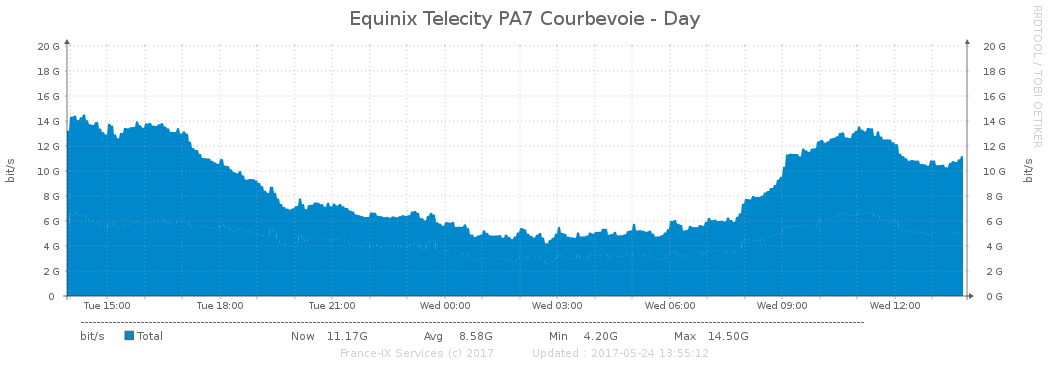 Equinix Telecity PA7 Courbevoie - Day
RRDTOOL / TOBI OETIKER
20 G 20 G
18 G 18 G
16 G 16 G
14 G 14 G
12 G 12 G
10 G 10 G
8 G 8 G
6 G 6 G
4 G 4 G
2 G 2 G
0 0 G
bit/s bit/s
Tue 15:00 Tue 18:00 Tue 21:00 Wed 00:00 Wed 03:00 Wed 06:00 Wed 09:00 Wed 12:00
bit/s Total Now 11.17G Avg 8.58G Min 4.20G Max 14.50G
France-IX Services (c) 2017 Updated : 2017-05-24 13:55:12